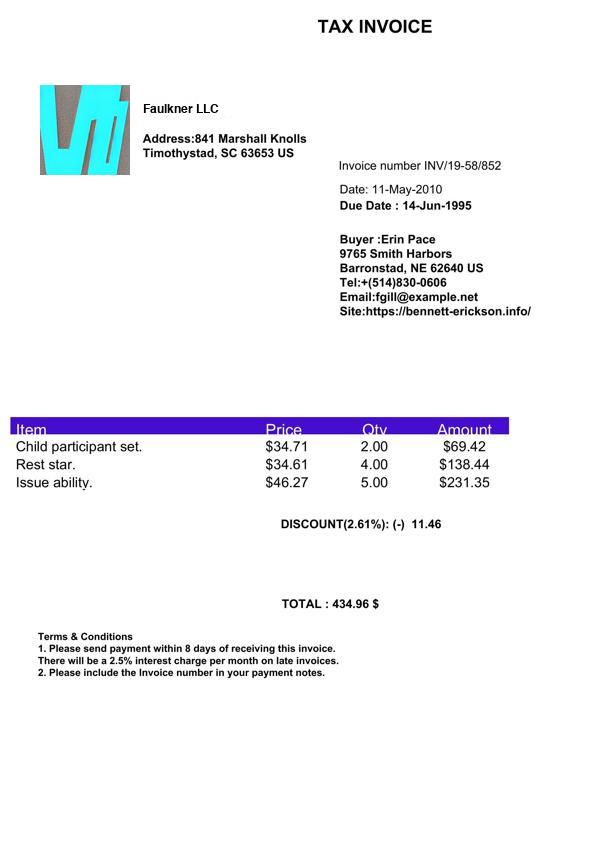 TAX INVOICE
Faulkner LLC
Address:841 Marshall Knolls
Timothystad, SC 63653 US
Invoice number INV/19-58/852
Date: 11-May-2010
Due Date : 14-Jun-1995
Buyer :Erin Pace
9765 Smith Harbors
Barronstad, NE 62640 US
Tel:+(514)830-0606
Email:fgill@example.net
Site:https://bennett-erickson.info/
Item Price Qty Amount
Child participant set. $34.71 2.00 $69.42
Rest star. $34.61 4.00 $138.44
Issue ability. $46.27 5.00 $231.35
DISCOUNT(2.61%): (-) 11.46
TOTAL : 434.96 $
Terms & Conditions
1. Please send payment within 8 days of receiving this invoice.
There will be a 2.5% interest charge per month on late invoices.
2. Please include the Invoice number in your payment notes.